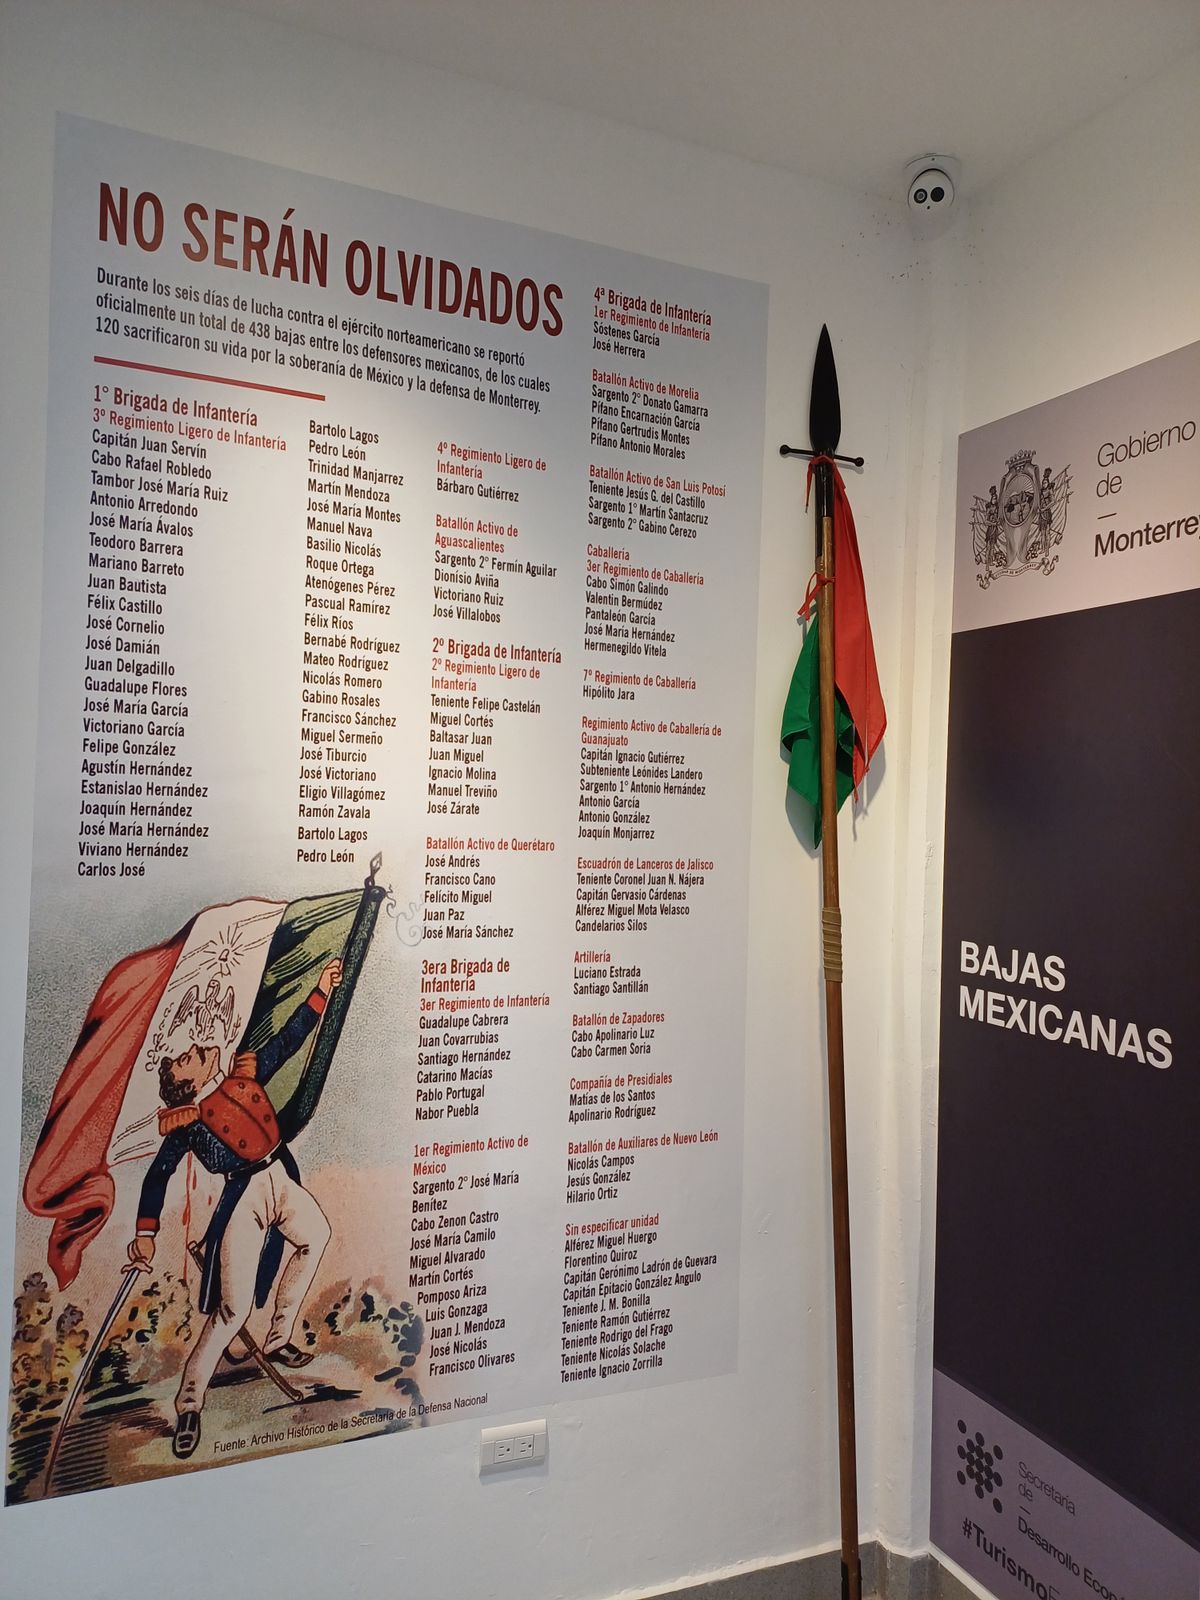 NO SERÁN OLVIDADOS
Durante los seis días de lucha contra el ejército norteamericano se reportó
oficialmente un total de 438 bajas entre los defensores mexicanos, de los cuales
120 sacrificaron su vida por la soberanía de México y la defensa de Monterrey.
1° Brigada de Infantería
3º Regimiento Ligero de Infantería
Capitán Juan Servín
Cabo Rafael Robledo
Tambor José María Ruiz
Antonio Arredondo
José María Ávalos
Teodoro Barrera
Mariano Barreto
Juan Bautista
Félix Castillo
José Cornelio
José Damián
Juan Delgadillo
Guadalupe Flores
José María García
Victoriano García
Felipe González
Agustín Hernández
Estanislao Hernández
Joaquín Hernández
José María Hernández
Viviano Hernández
Carlos José
Bartolo Lagos
Pedro León
Trinidad Manjarrez
Martín Mendoza
José María Montes
Manuel Nava
Basilio Nicolás
Roque Ortega
Atenógenes Pérez
Pascual Ramírez
Félix Ríos
Bernabé Rodríguez
Mateo Rodríguez
Nicolás Romero
Gabino Rosales
Francisco Sánchez
Miguel Sermeño
José Tiburcio
José Victoriano
Eligio Villagómez
Ramón Zavala
Bartolo Lagos
Pedro León
4º Regimiento Ligero de
Infantería
Bárbaro Gutiérrez
Batallón Activo de
Aguascalientes
Sargento 2° Fermín Aguilar
Dionísio Aviña
Victoriano Ruiz
José Villalobos
2º Brigada de Infantería
2º Regimiento Ligero de
Infantería
Teniente Felipe Castelán
Miguel Cortés
Baltasar Juan
Juan Miguel
Ignacio Molina
Manuel Treviño
José Zárate
Batallón Activo de Querétaro
José Andrés
Francisco Cano
Felícito Miguel
Juan Paz
José María Sánchez
3era Brigada de
Infantería
3er Regimiento de Infantería
Guadalupe Cabrera
Juan Covarrubias
Santiago Hernández
Catarino Macías
Pablo Portugal
Nabor Puebla
1er Regimiento Activo de
México
Sargento 2° José María
Benítez
Cabo Zenon Castro
José María Camilo
Miguel Alvarado
Martín Cortés
Pomposo Ariza
Luis Gonzaga
Juan J. Mendoza
José Nicolás
Francisco Olivares
4ª Brigada de Infantería
1er Regimiento de Infantería
Sóstenes García
José Herrera
Batallón Activo de Morelia
Sargento 2° Donato Gamarra
Pífano Encarnación García
Pífano Gertrudis Montes
Pífano Antonio Morales
Batallón Activo de San Luis Potosí
Teniente Jesús G. del Castillo
Sargento 1° Martín Santacruz
Sargento 2° Gabino Cerezo
Caballería
3er Regimiento de Caballería
Cabo Simón Galindo
Valentín Bermúdez
Pantaleón García
José María Hernández
Hermenegildo Vitela
7º Regimiento de Caballería
Hipólito Jara
Regimiento Activo de Caballería de
Guanajuato
Capitán Ignacio Gutiérrez
Subteniente Leónides Landero
Sargento 1° Antonio Hernández
Antonio García
Antonio González
Joaquín Monjarrez
Escuadrón de Lanceros de Jalisco
Teniente Coronel Juan N. Nájera
Capitán Gervasio Cárdenas
Alférez Miguel Mota Velasco
Candelarios Silos
Artillería
Luciano Estrada
Santiago Santillán
Batallón de Zapadores
Cabo Apolinario Luz
Cabo Carmen Soria
Compañía de Presidiales
Matías de los Santos
Apolinario Rodríguez
Batallón de Auxiliares de Nuevo León
Nicolás Campos
Jesús González
Hilario Ortiz
Sin especificar unidad
Alférez Miguel Huergo
Florentino Quiroz
Capitán Gerónimo Ladrón de Guevara
Capitán Epitacio González Angulo
Teniente J. M. Bonilla
Teniente Ramón Gutiérrez
Teniente Rodrigo del Frago
Teniente Nicolás Solache
Teniente Ignacio Zorrilla
Fuente: Archivo Histórico de la Secretaría de la Defensa Nacional
Gobierno
de
Monterrey
BAJAS
MEXICANAS
Secretaría
de
Desarrollo
#Turismo